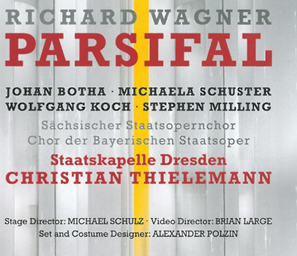 RICHARD WAGNER
PARSIFAL
JOHAN BOTHA · MICHAELA SCHUSTER
WOLFGANG KOCH · STEPHEN MILLING
Sächsischer Staatsopernchor
Chor der Bayerischen Staatsoper
Staatskapelle Dresden
CHRISTIAN THIELEMANN
Stage Director: MICHAEL SCHULZ · Video Director: BRIAN LARGE
Set and Costume Designer: ALEXANDER POLZIN